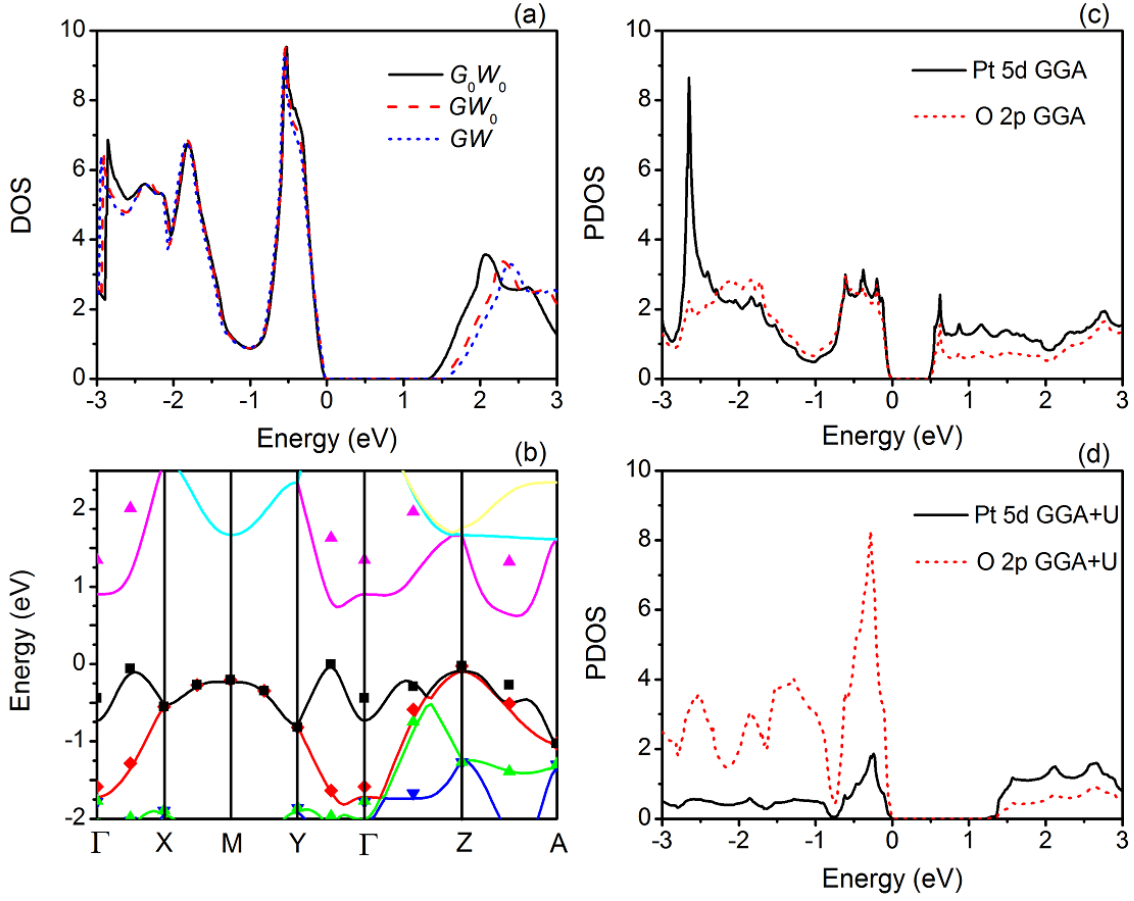 (a)
10
8
6
4
2
0
DOS
G0W0
GW0
GW
-3 -2 -1 0 1 2 3
Energy (eV)
(c)
10
8
6
4
2
0
PDOS
Pt 5d GGA
O 2p GGA
-3 -2 -1 0 1 2 3
Energy (eV)
(b)
2
1
0
-1
-2
Energy (eV)
Γ X M Y Γ Z A
(d)
10
8
6
4
2
0
PDOS
Pt 5d GGA+U
O 2p GGA+U
-3 -2 -1 0 1 2 3
Energy (eV)